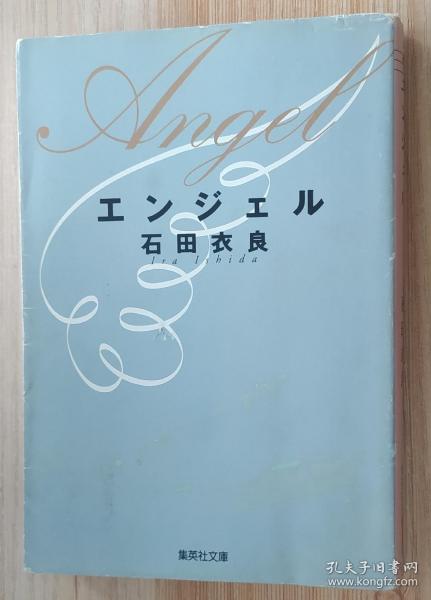 Angel
エンジェル
石田衣良
Ira Ishida
集英社文庫
孔夫子旧书网
www.kongfz.com